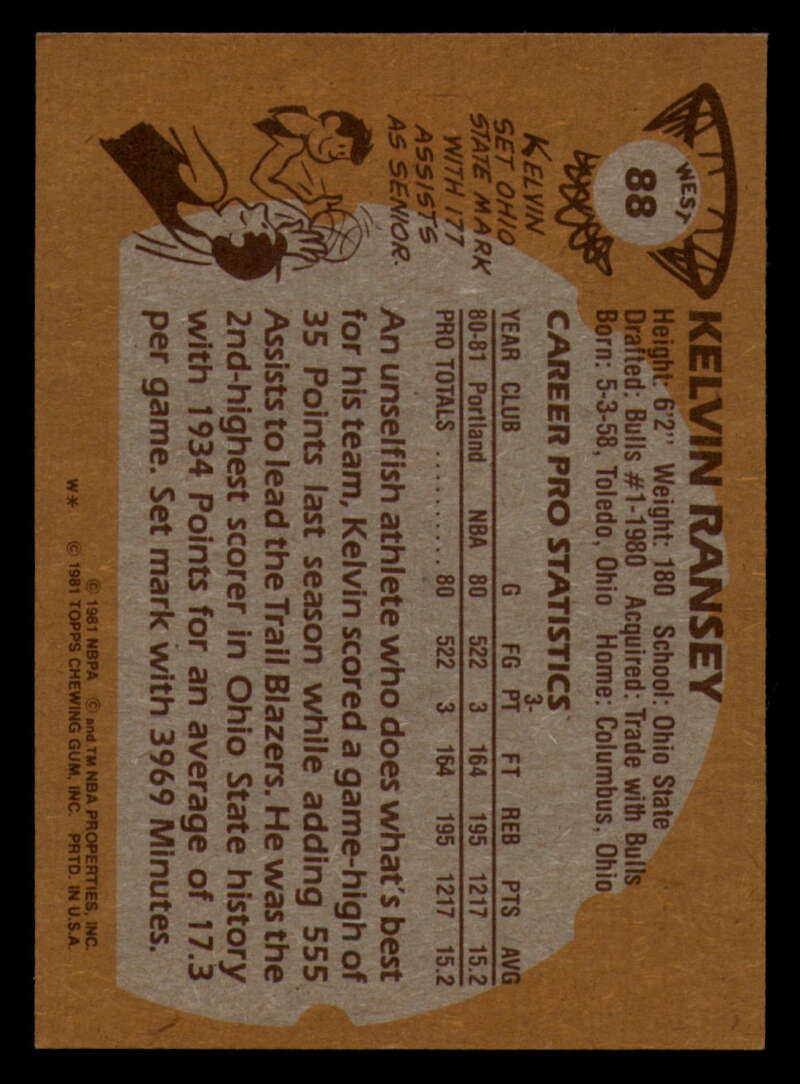 WEST
88
KELVIN RANSEY
Height: 6'2" Weight: 180 School: Ohio State
Drafted: Bulls #1-1980 Acquired: Trade with Bulls
Born: 5-3-58, Toledo, Ohio Home: Columbus, Ohio
KELVIN
SET OHIO
STATE MARK
WITH 177
ASSISTS
AS SENIOR.
CAREER PRO STATISTICS
YEAR CLUB G FG 3-PT FT REB PTS AVG
80-81 Portland NBA 80 522 3 164 195 1217 15.2
PRO TOTALS .......... 80 522 3 164 195 1217 15.2
An unselfish athlete who does what's best
for his team, Kelvin scored a game-high of
35 Points last season while adding 555
Assists to lead the Trail Blazers. He was the
2nd-highest scorer in Ohio State history
with 1934 Points for an average of 17.3
per game. Set mark with 3969 Minutes.
© 1981 NBPA © and TM NBA PROPERTIES, INC.
W* © 1981 TOPPS CHEWING GUM, INC. PRTD. IN U.S.A.